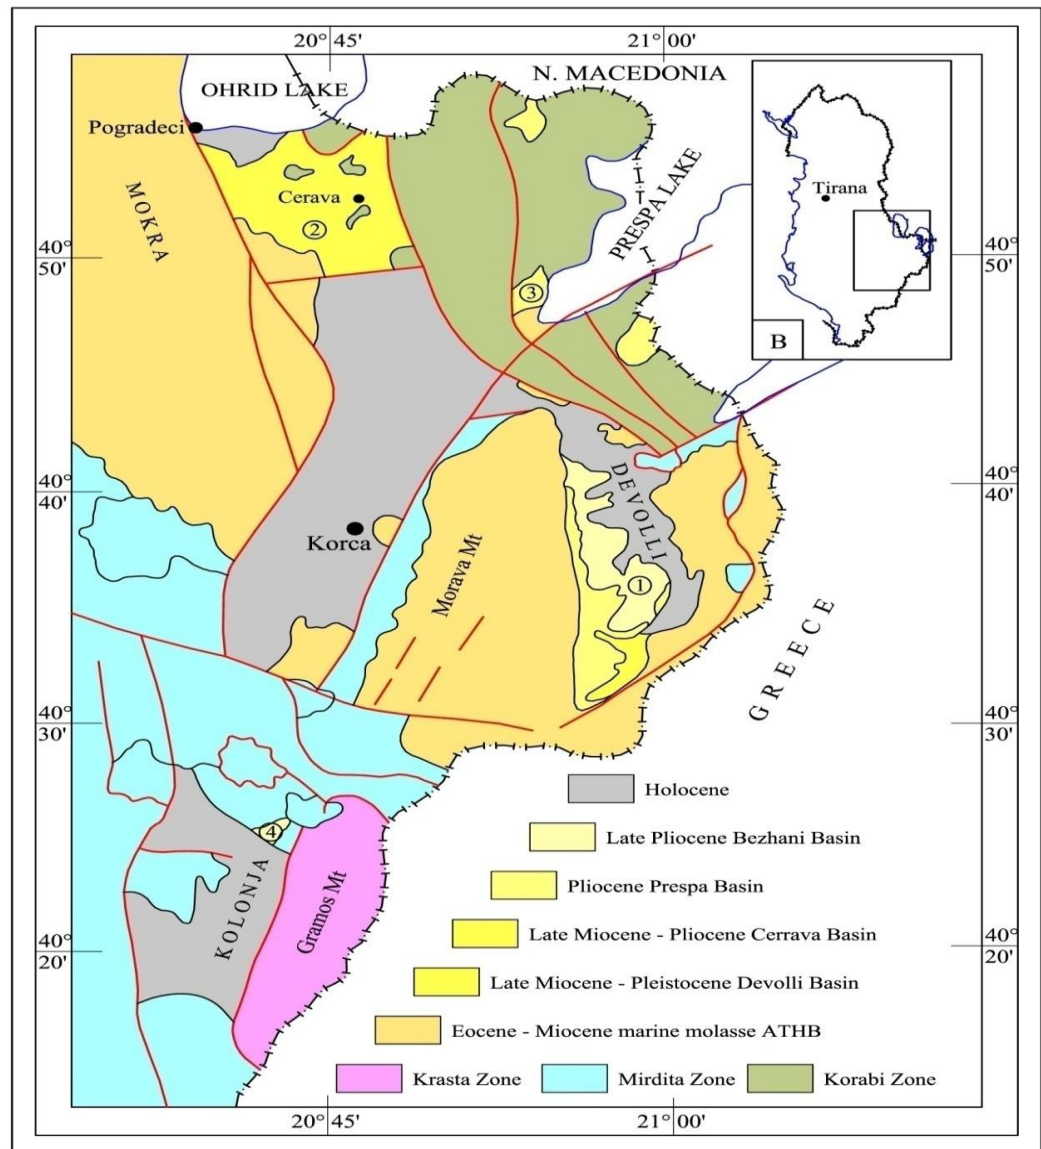 20°45'
21°00'
OHRID LAKE
N. MACEDONIA
Pogradeci
MOKRA
Cerava
2
PRESPA LAKE
Tirana
B
40°
50'
40°
50'
3
40°
40'
40°
40'
DEVOLLI
Korca
Morava Mt
1
GREECE
40°
30'
40°
30'
Holocene
4
Late Pliocene Bezhani Basin
KOLONJA
Gramos Mt
Pliocene Prespa Basin
Late Miocene - Pliocene Cerrava Basin
40°
20'
40°
20'
Late Miocene - Pleistocene Devolli Basin
Eocene - Miocene marine molasse ATHB
Krasta Zone
Mirdita Zone
Korabi Zone
20°45'
21°00'